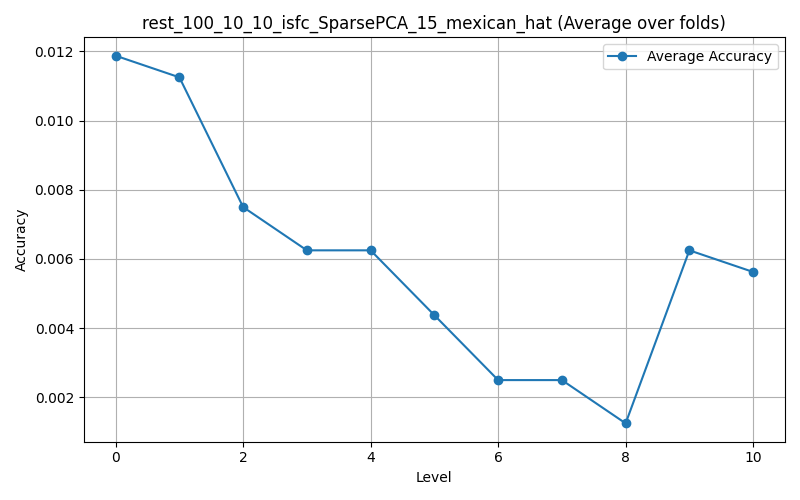 rest_100_10_10_isfc_SparsePCA_15_mexican_hat (Average over folds)
Average Accuracy
0.012
0.010
0.008
0.006
0.004
0.002
Accuracy
0 2 4 6 8 10
Level